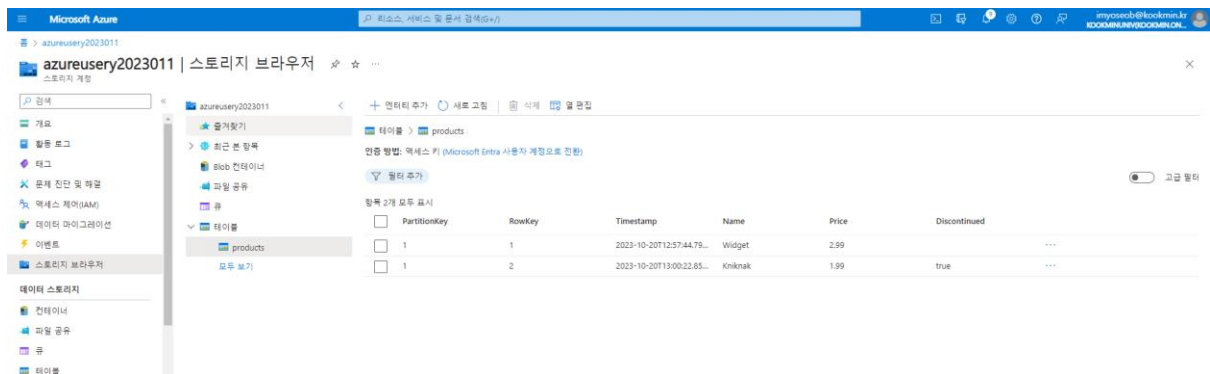 Microsoft Azure
리소스, 서비스 및 문서 검색(G+/)
imyoseob@kookmin.kr
KOOKMINUNIV(KOOKMIN.ON...
홈 > azureusery2023011
azureusery2023011 | 스토리지 브라우저
스토리지 계정
검색
개요
활동 로그
태그
문제 진단 및 해결
액세스 제어(IAM)
데이터 마이그레이션
이벤트
스토리지 브라우저
데이터 스토리지
컨테이너
파일 공유
큐
테이블
azureusery2023011
즐겨찾기
최근 본 항목
Blob 컨테이너
파일 공유
큐
테이블
products
모두 보기
엔터티 추가 새로 고침 삭제 열 편집
테이블 > products
인증 방법: 액세스 키 (Microsoft Entra 사용자 계정으로 전환)
필터 추가
고급 필터
항목 2개 모두 표시
PartitionKey RowKey Timestamp Name Price Discontinued
1 1 2023-10-20T12:57:44.79... Widget 2.99
1 2 2023-10-20T13:00:22.85... Kniknak 1.99 true